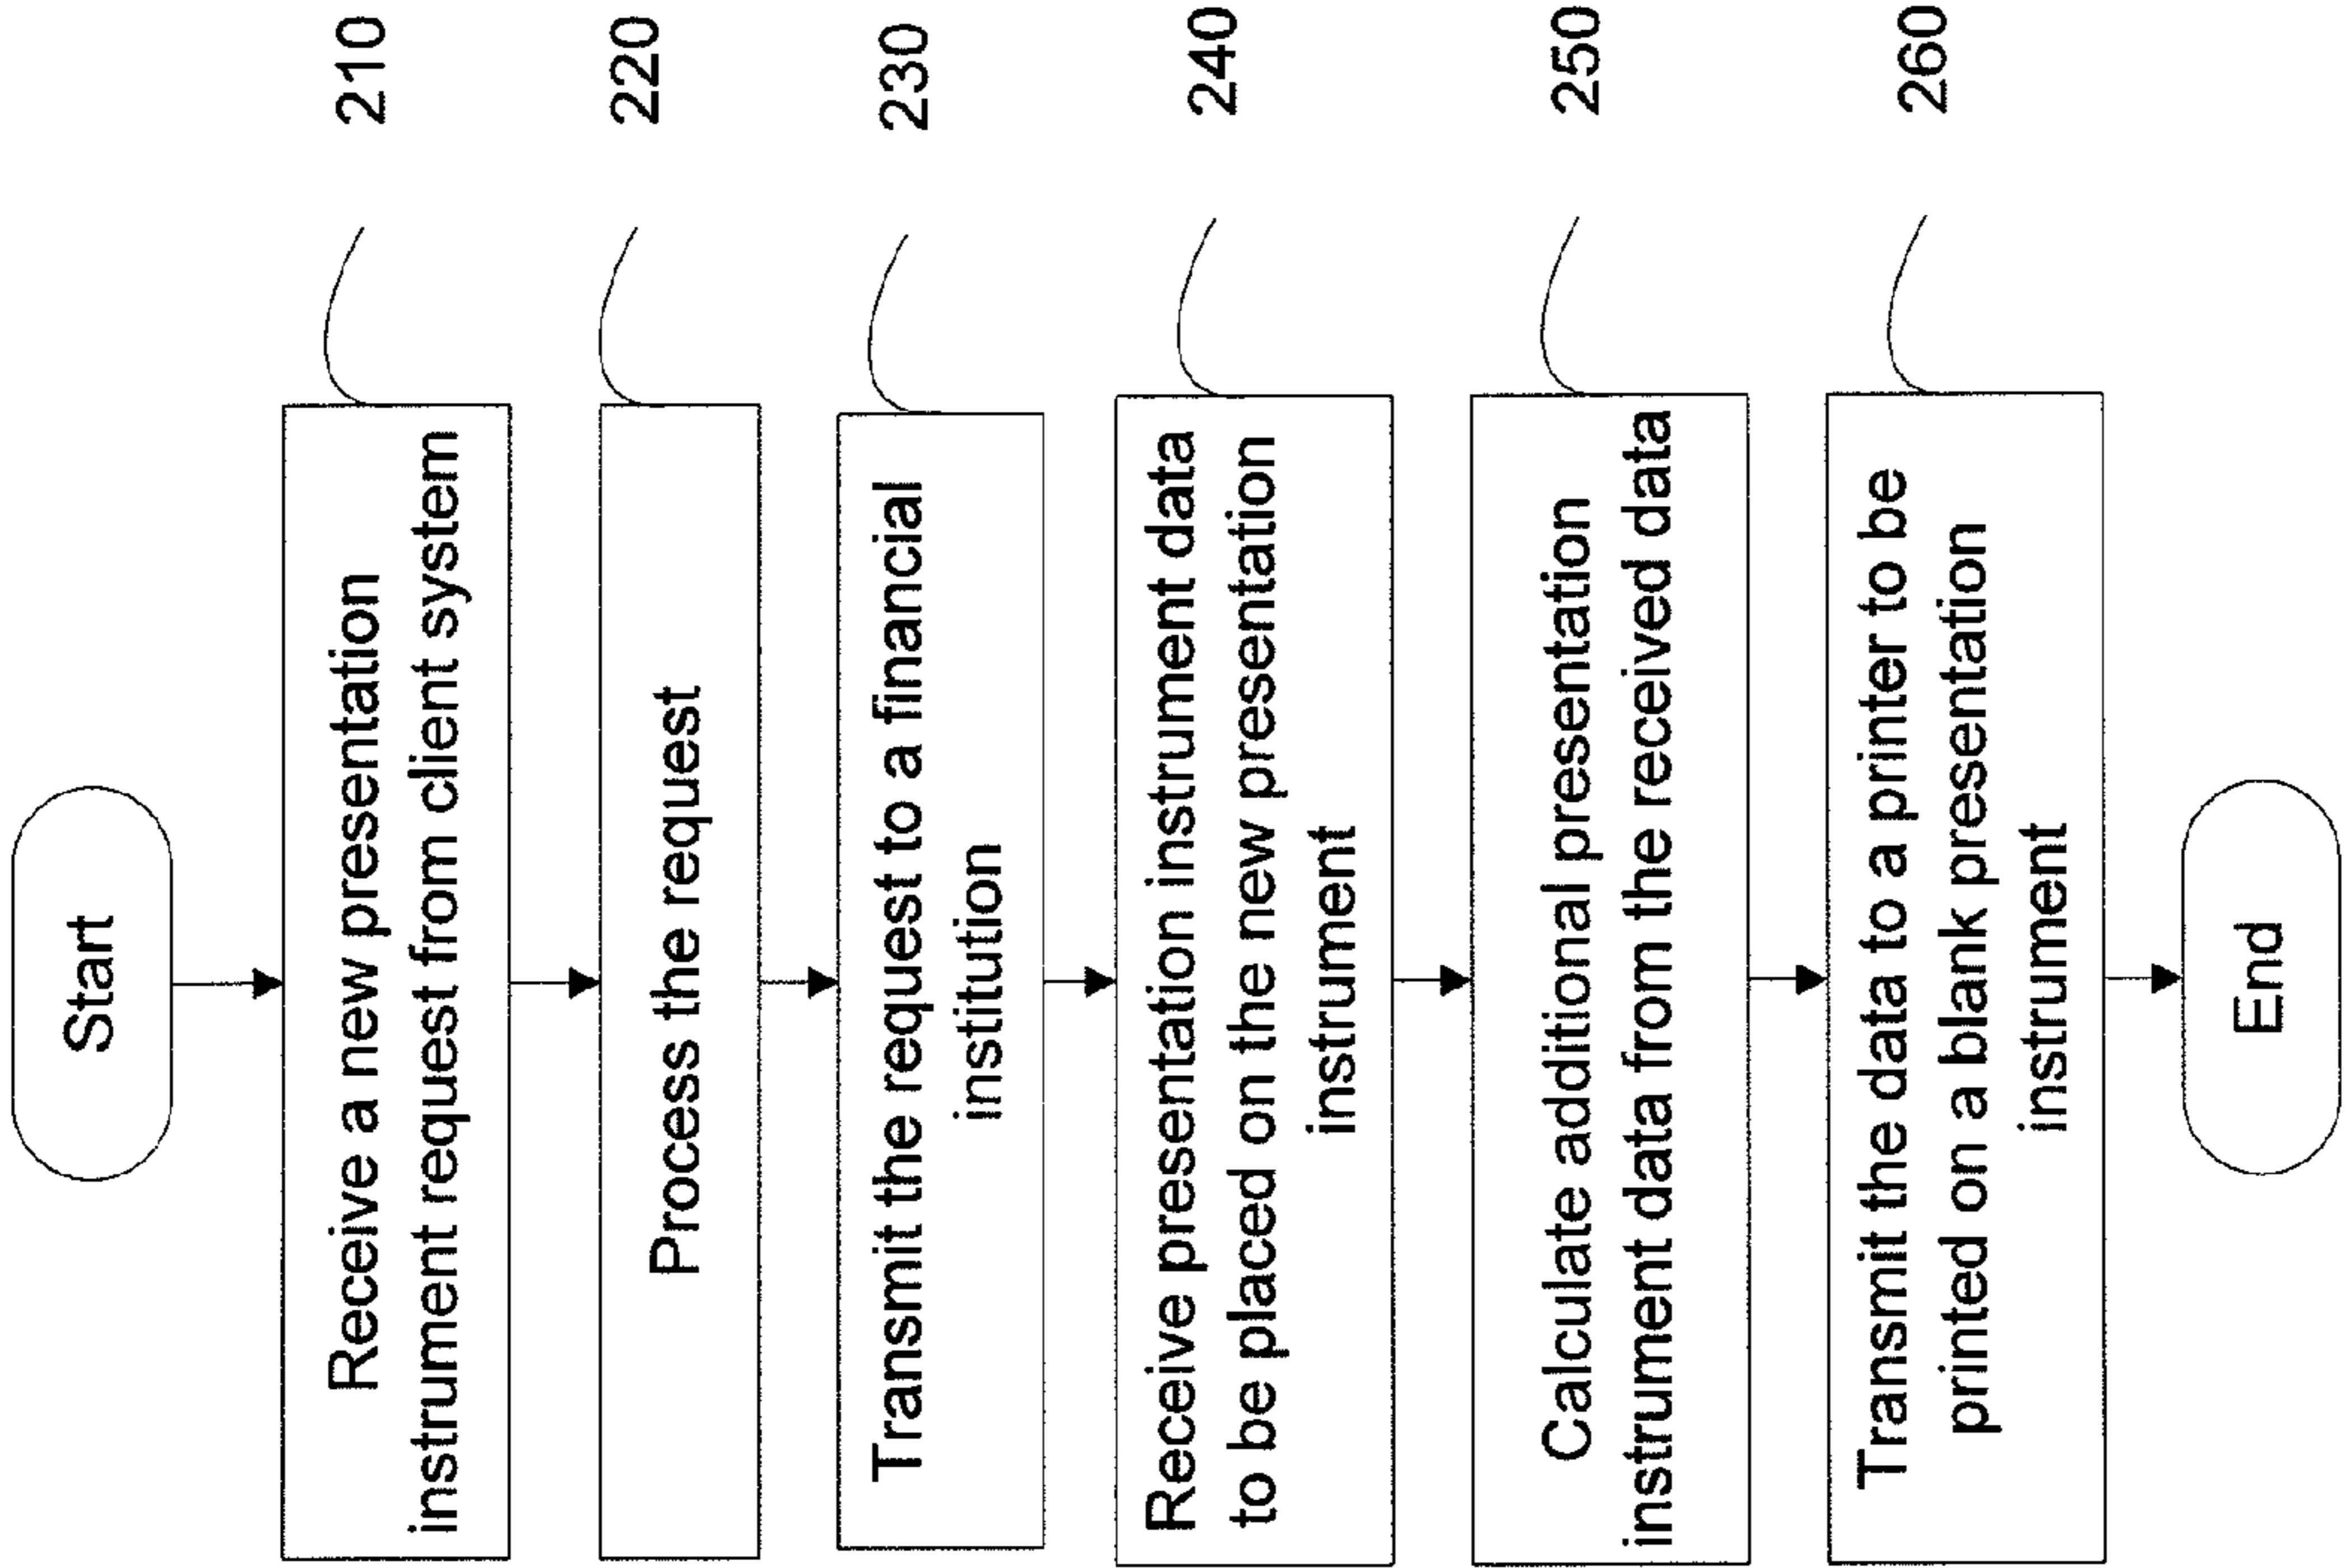 Start
Receive a new presentation
instrument request from client system
210
Process the request
220
Transmit the request to a financial
institution
230
Receive presentation instrument data
to be placed on the new presentation
instrument
240
Calculate additional presentation
instrument data from the received data
250
Transmit the data to a printer to be
printed on a blank presentation
instrument
260
End